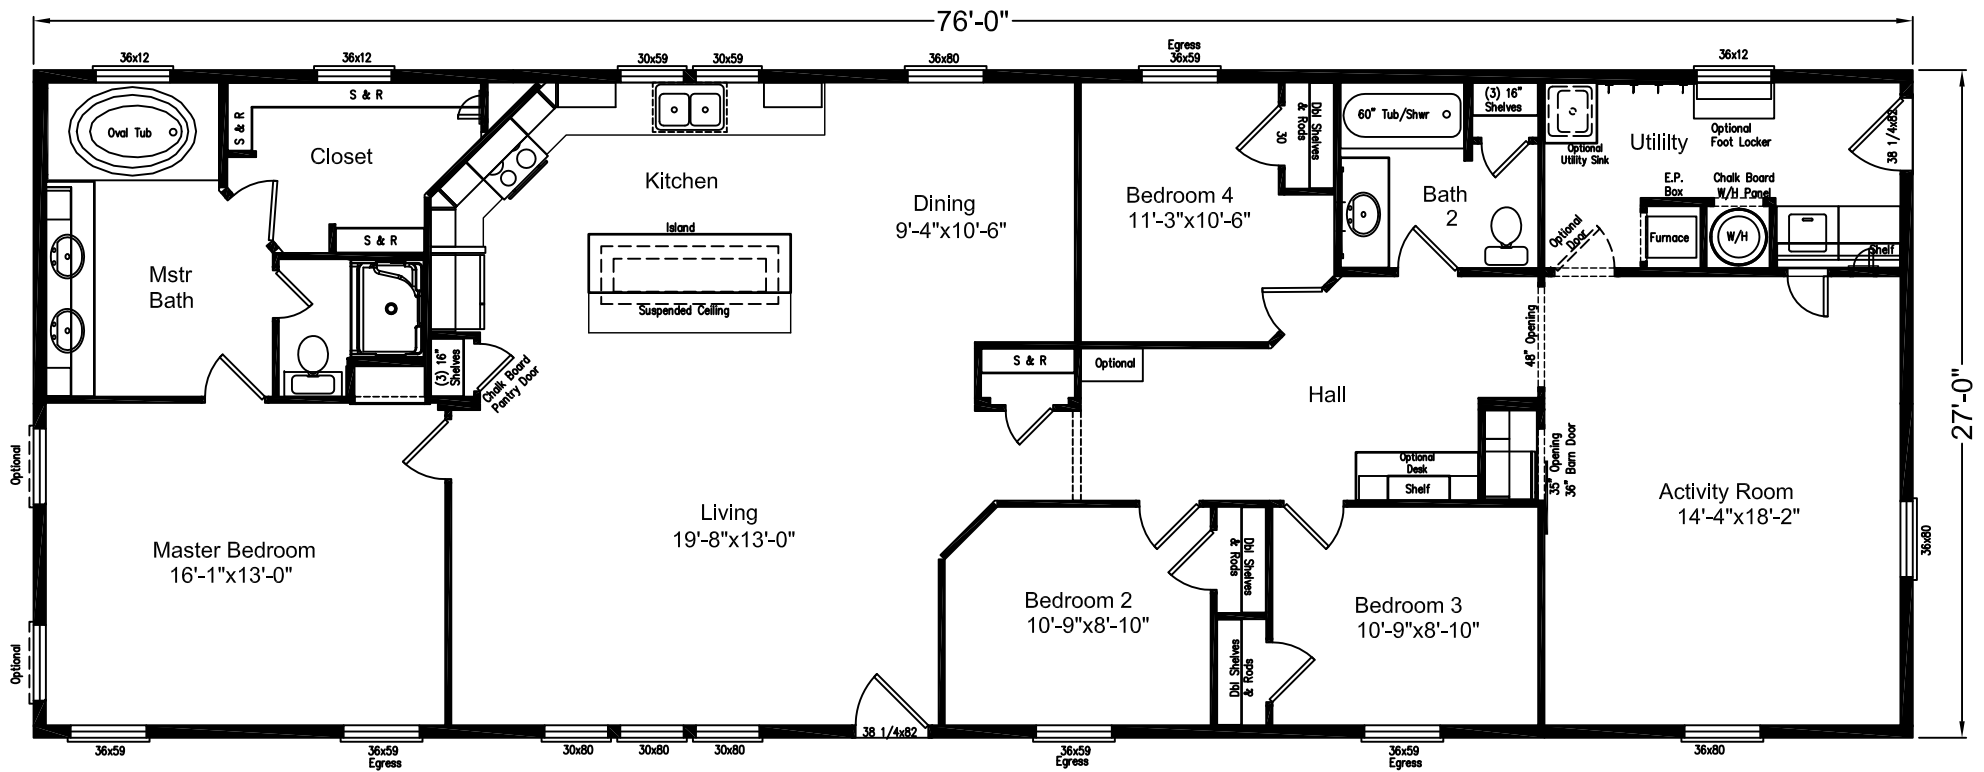 76'-0"
36x12
36x12
30x59
30x59
36x80
Egress
36x59
36x12
S & R
S & R
Oval Tub
Closet
S & R
Mstr
Bath
Kitchen
Island
Suspended Ceiling
Dining
9'-4"x10'-6"
(3) 16"
Shelves
Chalk Board
Pantry Door
Bedroom 4
11'-3"x10'-6"
30
Dbl Shelves
& Rods
60" Tub/Shwr
(3) 16"
Shelves
Bath
2
Optional
Utility Sink
Utililty
Optional
Foot Locker
38 1/4x82
E.P.
Box
Chalk Board
W/H Panel
Optional
Door
Furnace
W/H
Shelf
S & R
Optional
Hall
48" Opening
27'-0"
Optional
Desk
Shelf
35" Opening
36" Barn Door
Optional
Optional
Master Bedroom
16'-1"x13'-0"
Living
19'-8"x13'-0"
Bedroom 2
10'-9"x8'-10"
Dbl Shelves
& Rods
Dbl Shelves
& Rods
Bedroom 3
10'-9"x8'-10"
Activity Room
14'-4"x18'-2"
36x80
36x59
36x59
Egress
30x80
30x80
30x80
38 1/4x82
36x59
Egress
36x59
Egress
36x80